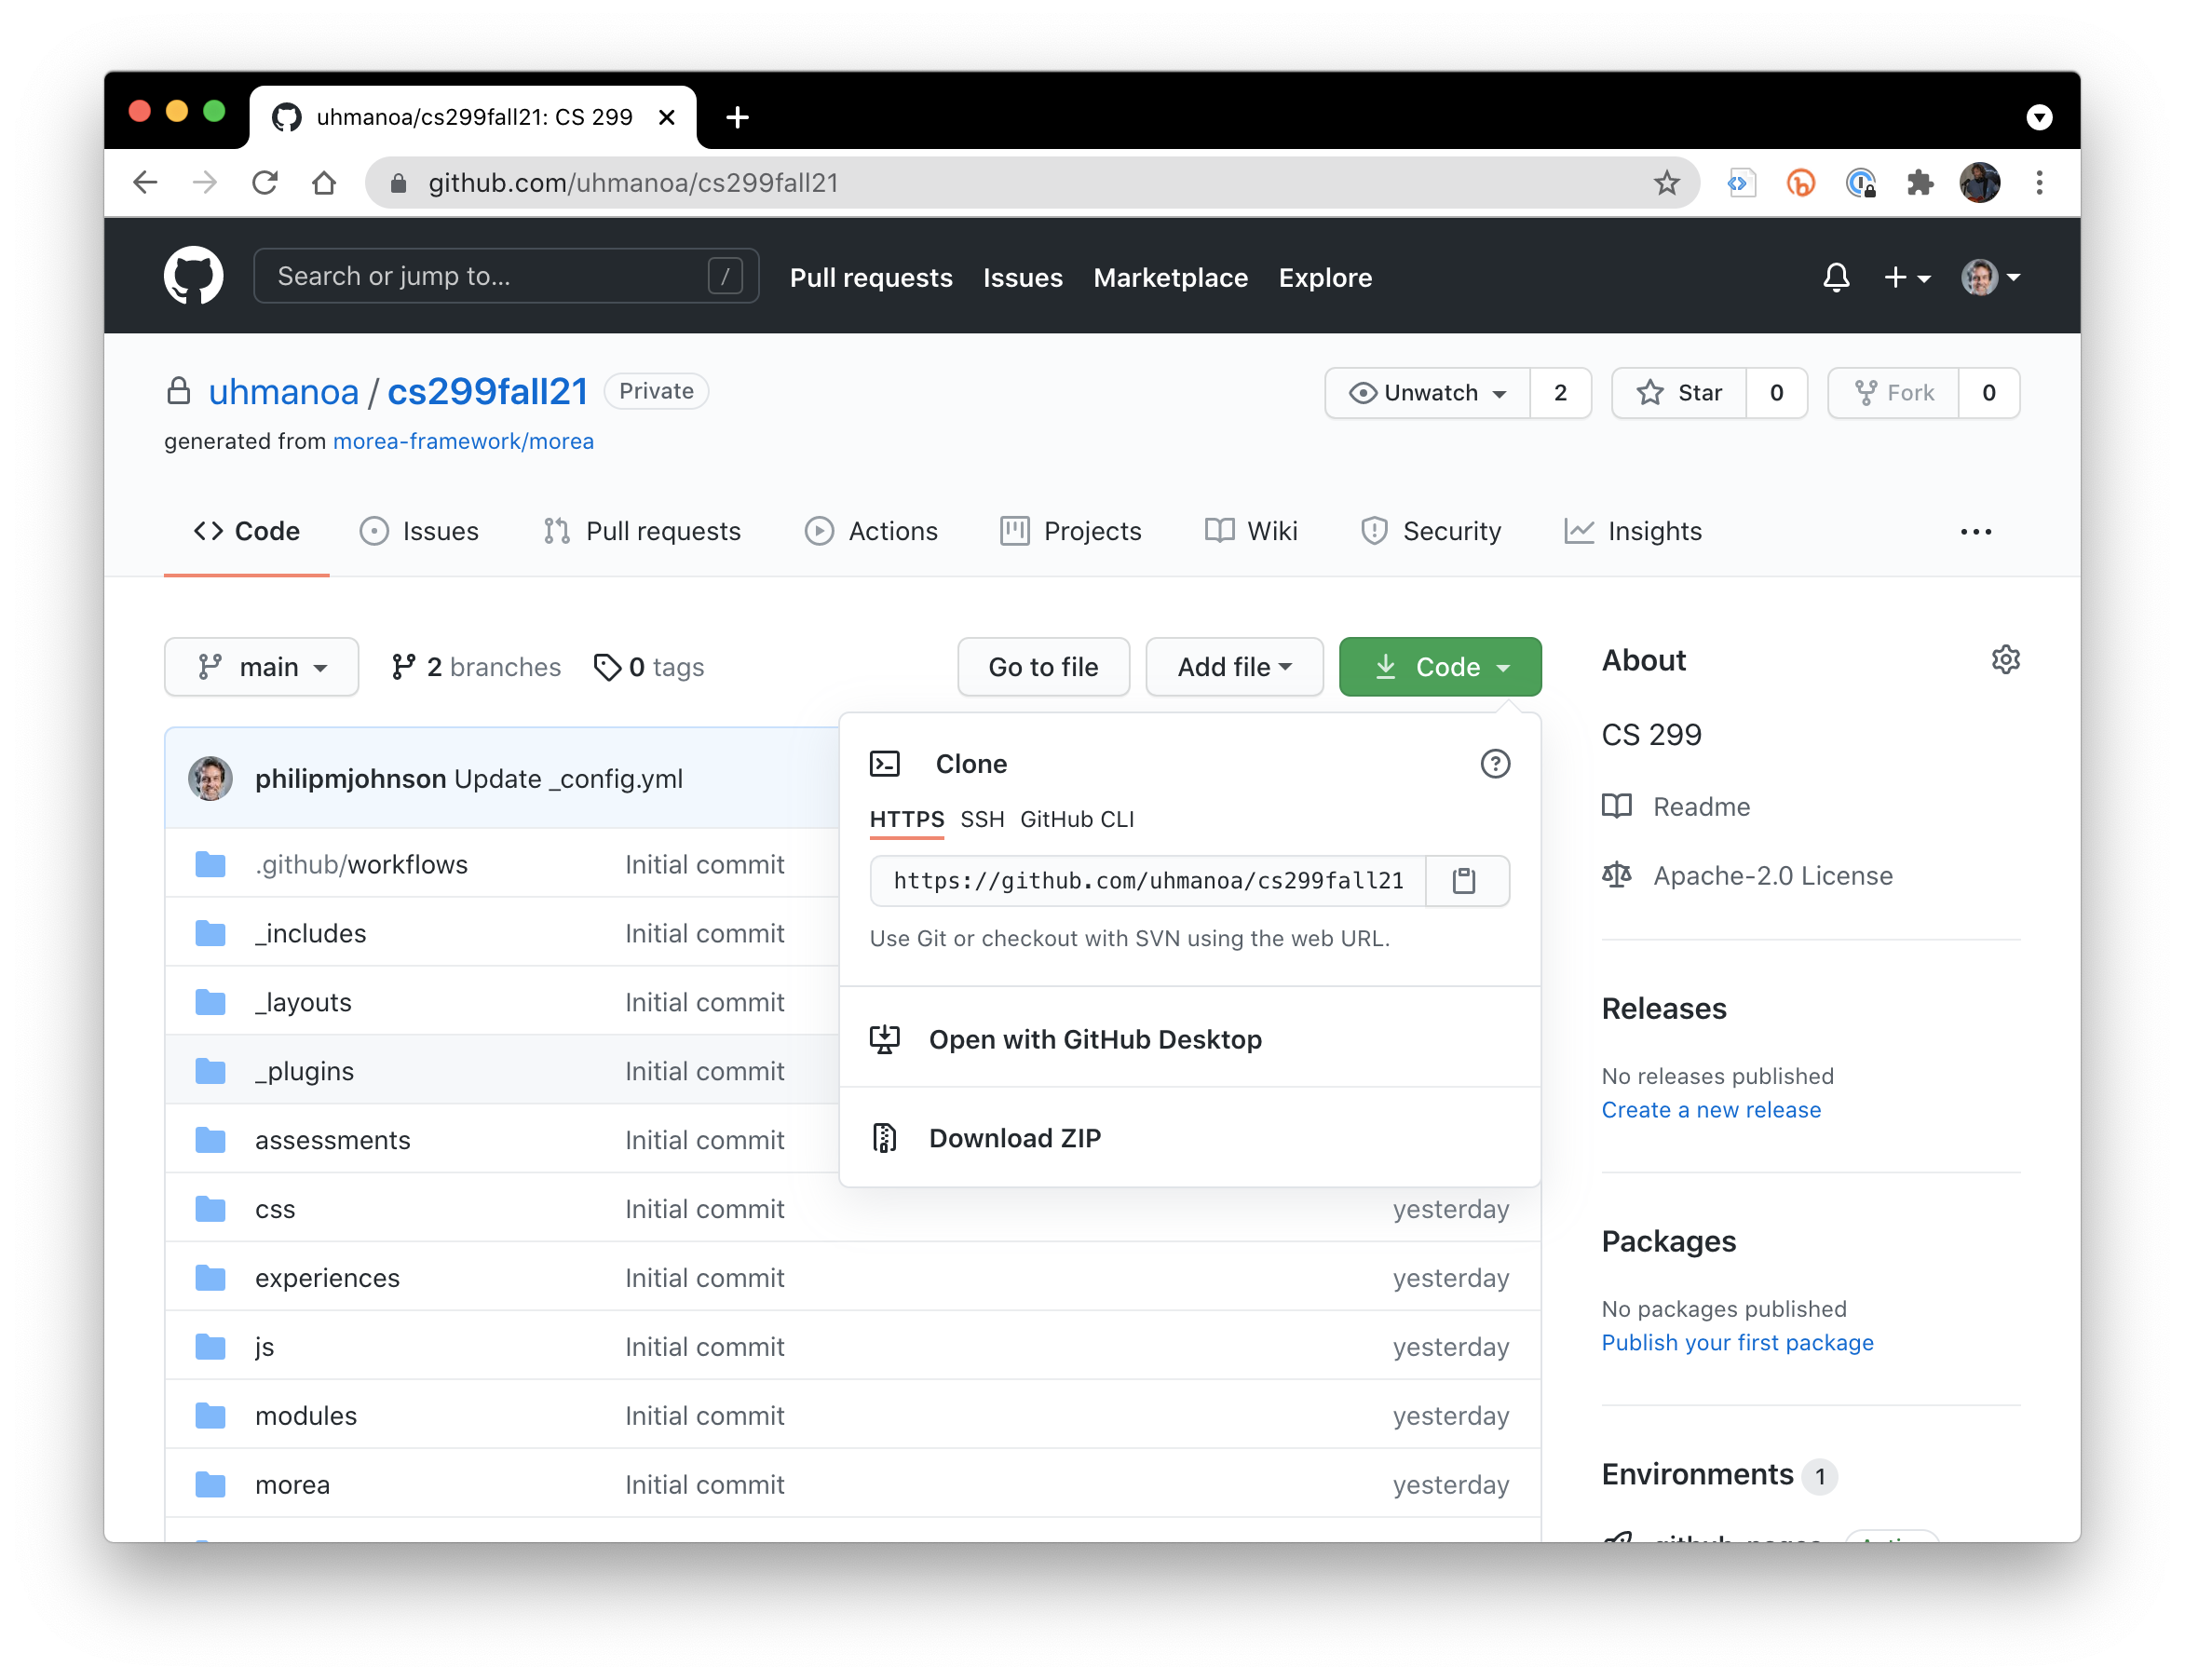 uhmanoa/cs299fall21: CS 299
github.com/uhmanoa/cs299fall21
Search or jump to... /
Pull requests Issues Marketplace Explore
uhmanoa / cs299fall21 Private
Unwatch 2 Star 0 Fork 0
generated from morea-framework/morea
Code Issues Pull requests Actions Projects Wiki Security Insights
main 2 branches 0 tags Go to file Add file Code
philipmjohnson Update _config.yml
.github/workflows Initial commit
_includes Initial commit
_layouts Initial commit
_plugins Initial commit
assessments Initial commit
css Initial commit yesterday
experiences Initial commit yesterday
js Initial commit yesterday
modules Initial commit yesterday
morea Initial commit yesterday
Clone
HTTPS SSH GitHub CLI
https://github.com/uhmanoa/cs299fall21
Use Git or checkout with SVN using the web URL.
Open with GitHub Desktop
Download ZIP
About
CS 299
Readme
Apache-2.0 License
Releases
No releases published
Create a new release
Packages
No packages published
Publish your first package
Environments 1